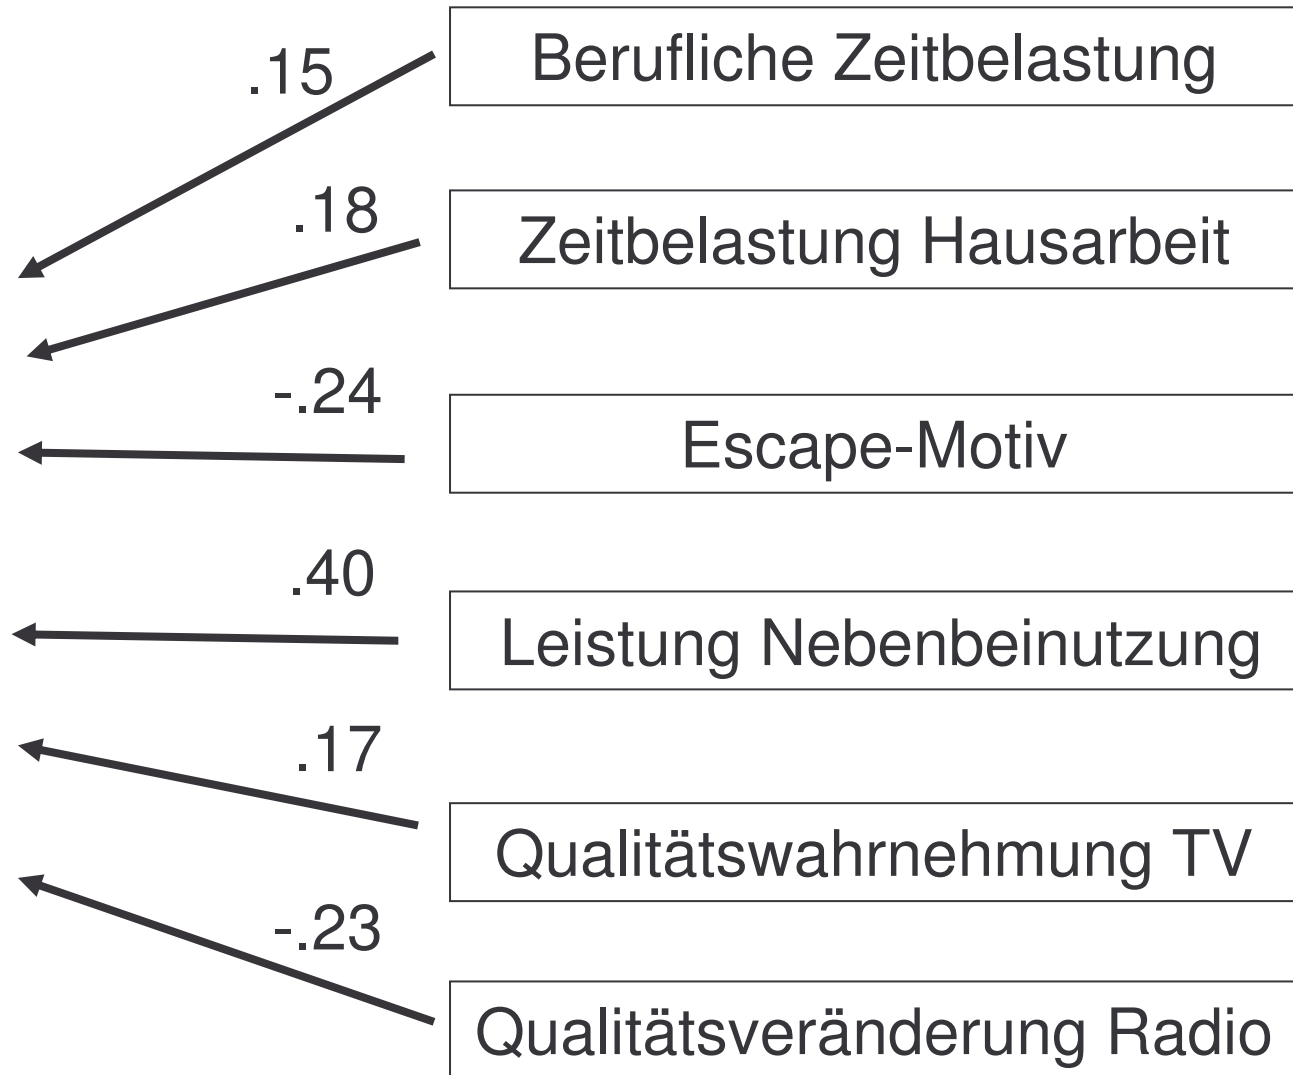 .15
Berufliche Zeitbelastung
.18
Zeitbelastung Hausarbeit
-.24
Escape-Motiv
.40
Leistung Nebenbeinutzung
.17
Qualitätswahrnehmung TV
-.23
Qualitätsveränderung Radio